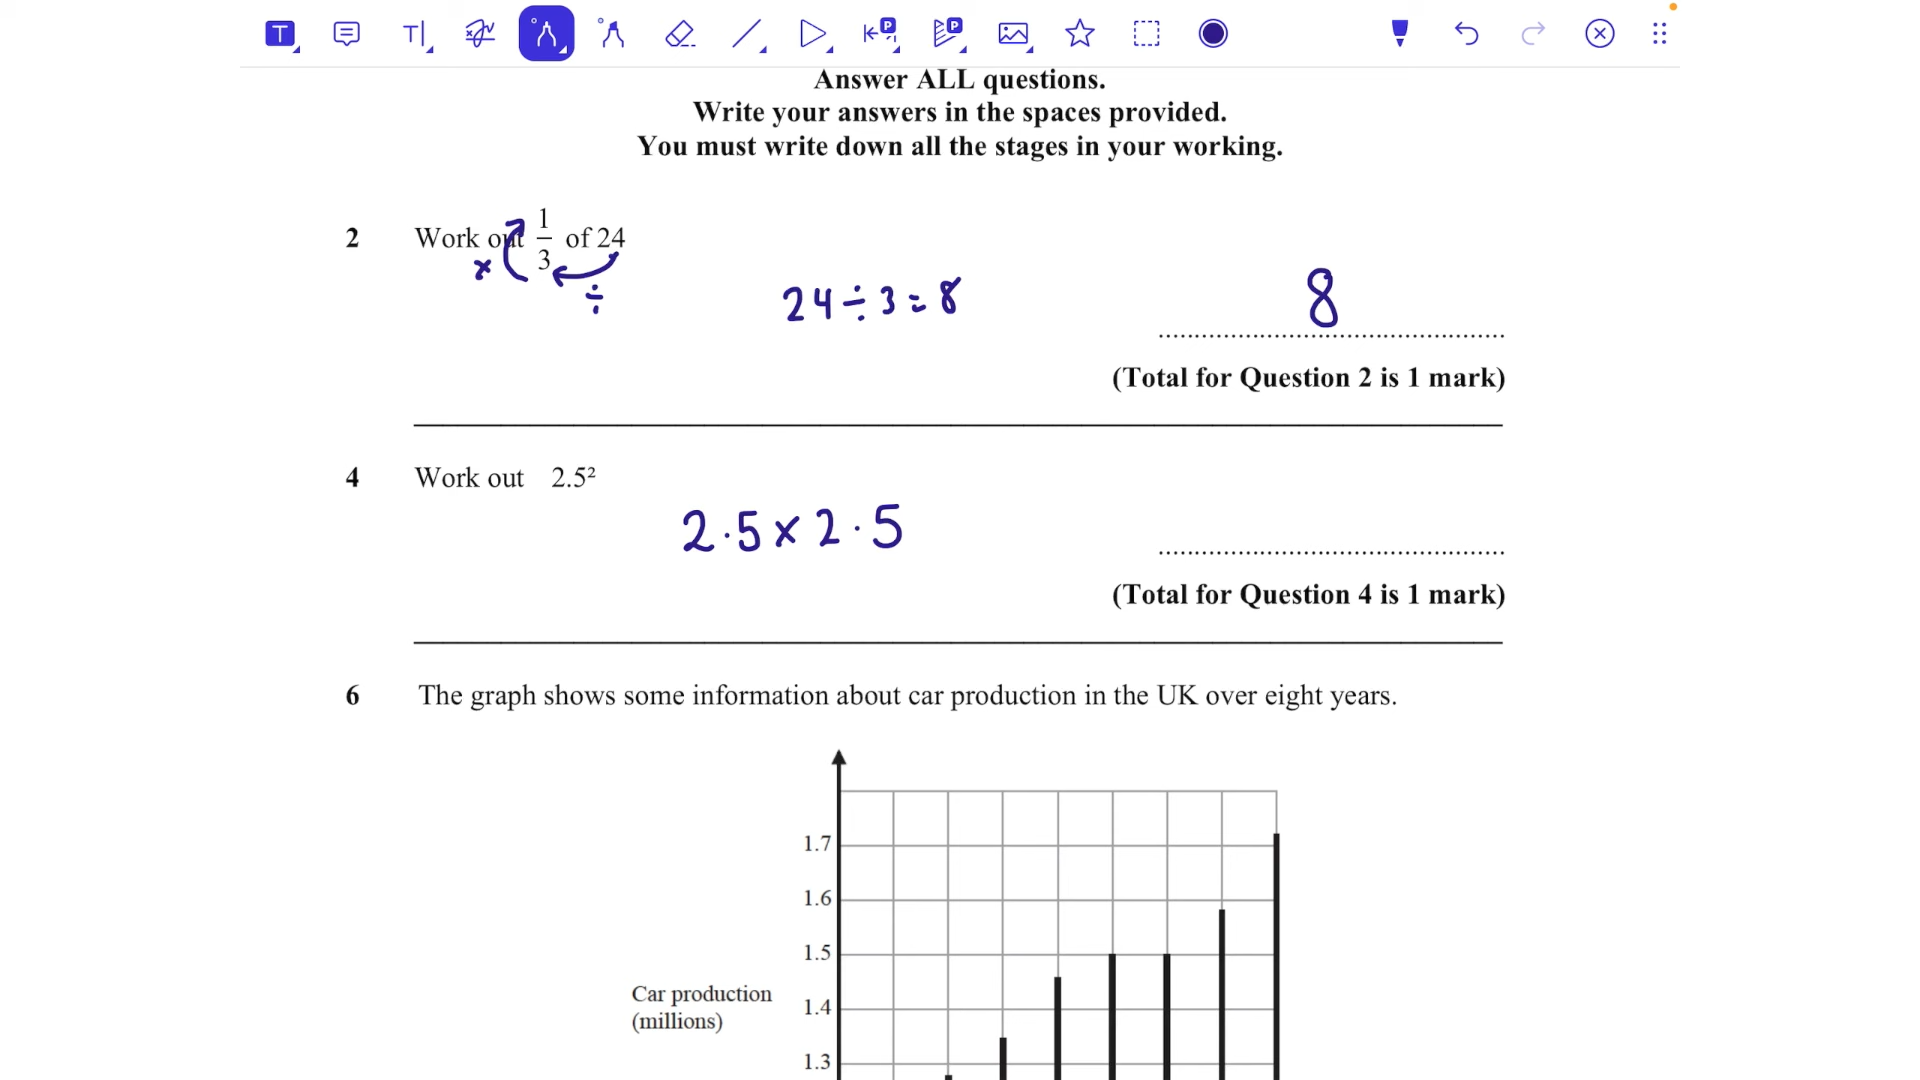 Answer ALL questions.
Write your answers in the spaces provided.
You must write down all the stages in your working.
2 Work out 1/3 of 24
×
÷
24 ÷ 3 = 8
8
(Total for Question 2 is 1 mark)
4 Work out 2.5²
2.5 × 2.5
(Total for Question 4 is 1 mark)
6 The graph shows some information about car production in the UK over eight years.
1.7
1.6
1.5
Car production
(millions)
1.4
1.3